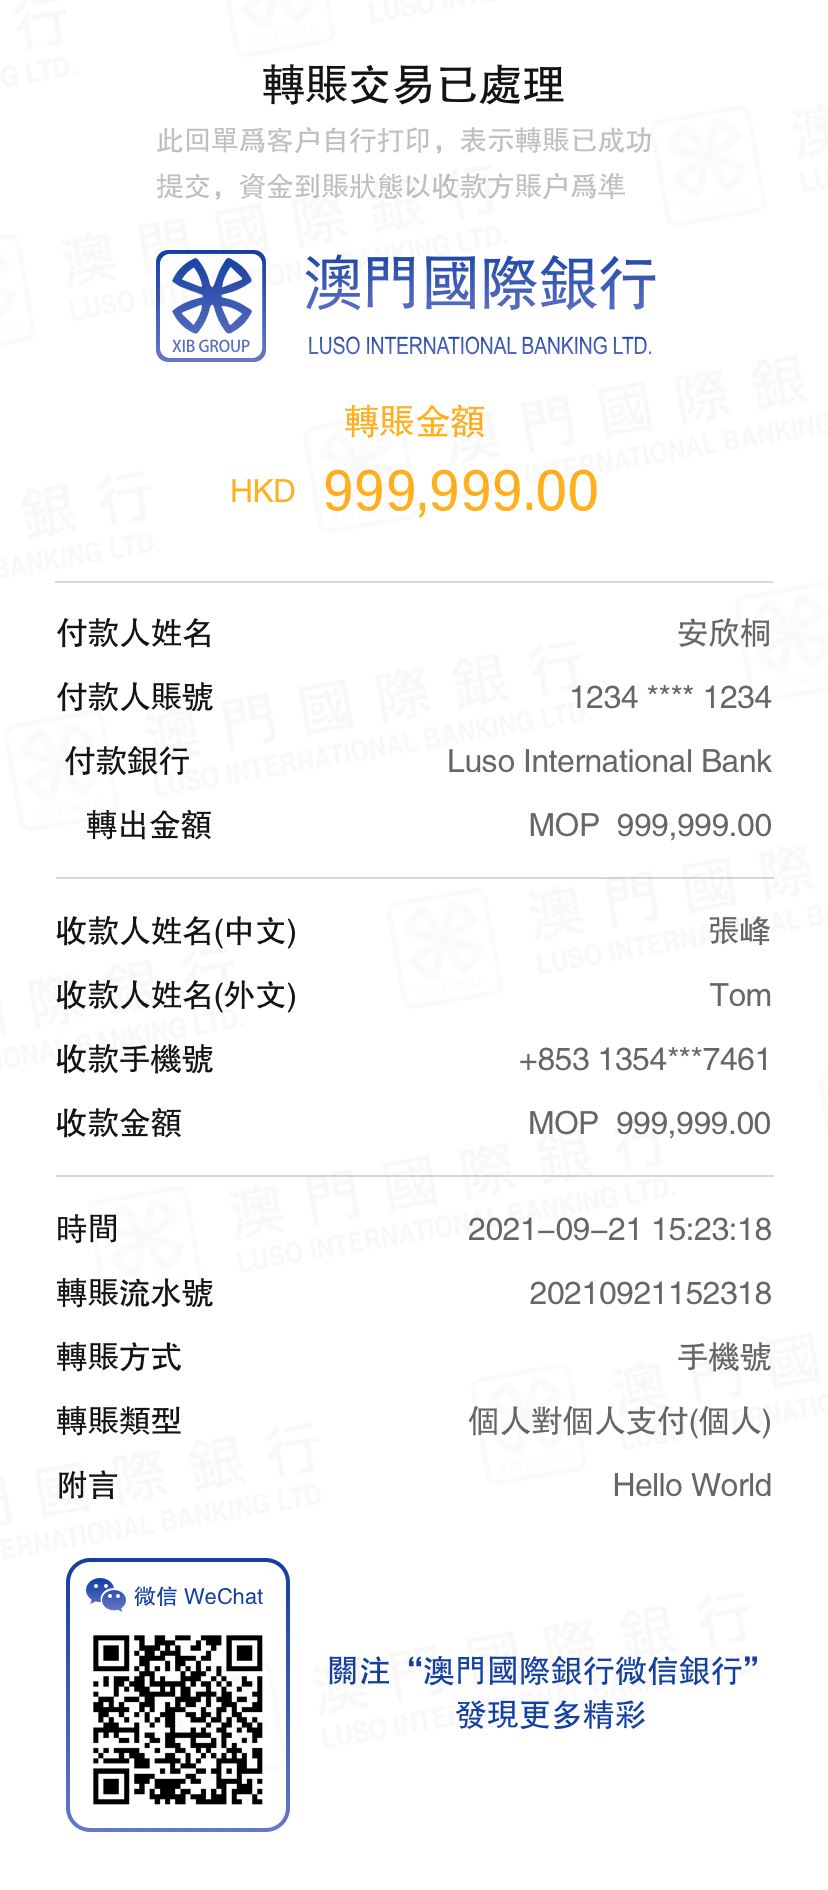 轉賬交易已處理
此回單爲客户自行打印，表示轉賬已成功
提交，資金到賬狀態以收款方賬户爲準
XIB GROUP
澳門國際銀行
LUSO INTERNATIONAL BANKING LTD.
轉賬金額
HKD 999,999.00
付款人姓名 安欣桐
付款人賬號 1234 **** 1234
付款銀行 Luso International Bank
轉出金額 MOP 999,999.00
收款人姓名(中文) 張峰
收款人姓名(外文) Tom
收款手機號 +853 1354***7461
收款金額 MOP 999,999.00
時間 2021-09-21 15:23:18
轉賬流水號 20210921152318
轉賬方式 手機號
轉賬類型 個人對個人支付(個人)
附言 Hello World
微信 WeChat
關注“澳門國際銀行微信銀行”
發現更多精彩